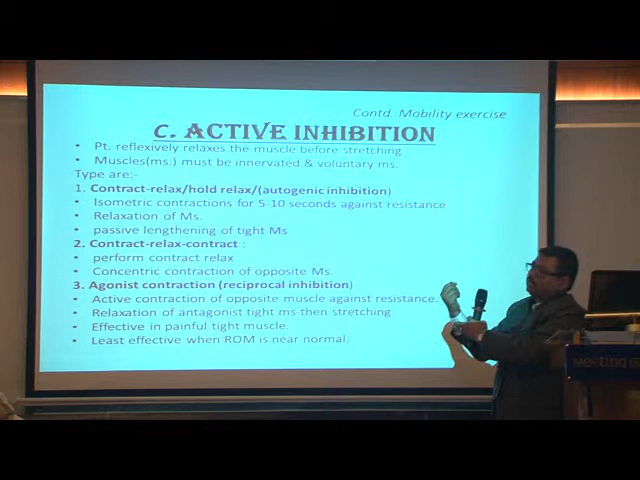 Contd. Mobility exercise
C. ACTIVE INHIBITION
• Pt. reflexively relaxes the muscle before stretching
• Muscles(ms.) must be innervated & voluntary ms.
Type are:-
1. Contract-relax/hold relax/(autogenic inhibition)
• Isometric contractions for 5-10 seconds against resistance
• Relaxation of Ms.
• passive lengthening of tight Ms
2. Contract-relax-contract :
• perform contract relax
• Concentric contraction of opposite Ms.
3. Agonist contraction (reciprocal inhibition)
• Active contraction of opposite muscle against resistance.
• Relaxation of antagonist tight ms-then stretching
• Effective in painful tight muscle.
• Least effective when ROM is near normal.
Meeting